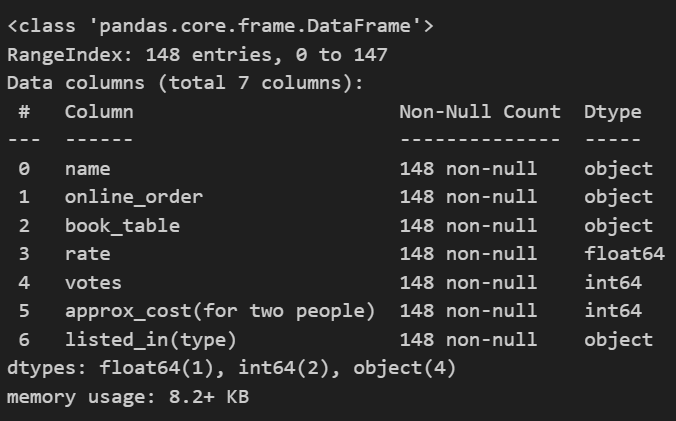 <class 'pandas.core.frame.DataFrame'>
RangeIndex: 148 entries, 0 to 147
Data columns (total 7 columns):
 #   Column                       Non-Null Count  Dtype
---  ------                       --------------  -----
 0   name                         148 non-null    object
 1   online_order                 148 non-null    object
 2   book_table                   148 non-null    object
 3   rate                         148 non-null    float64
 4   votes                        148 non-null    int64
 5   approx_cost(for two people)  148 non-null    int64
 6   listed_in(type)              148 non-null    object
dtypes: float64(1), int64(2), object(4)
memory usage: 8.2+ KB